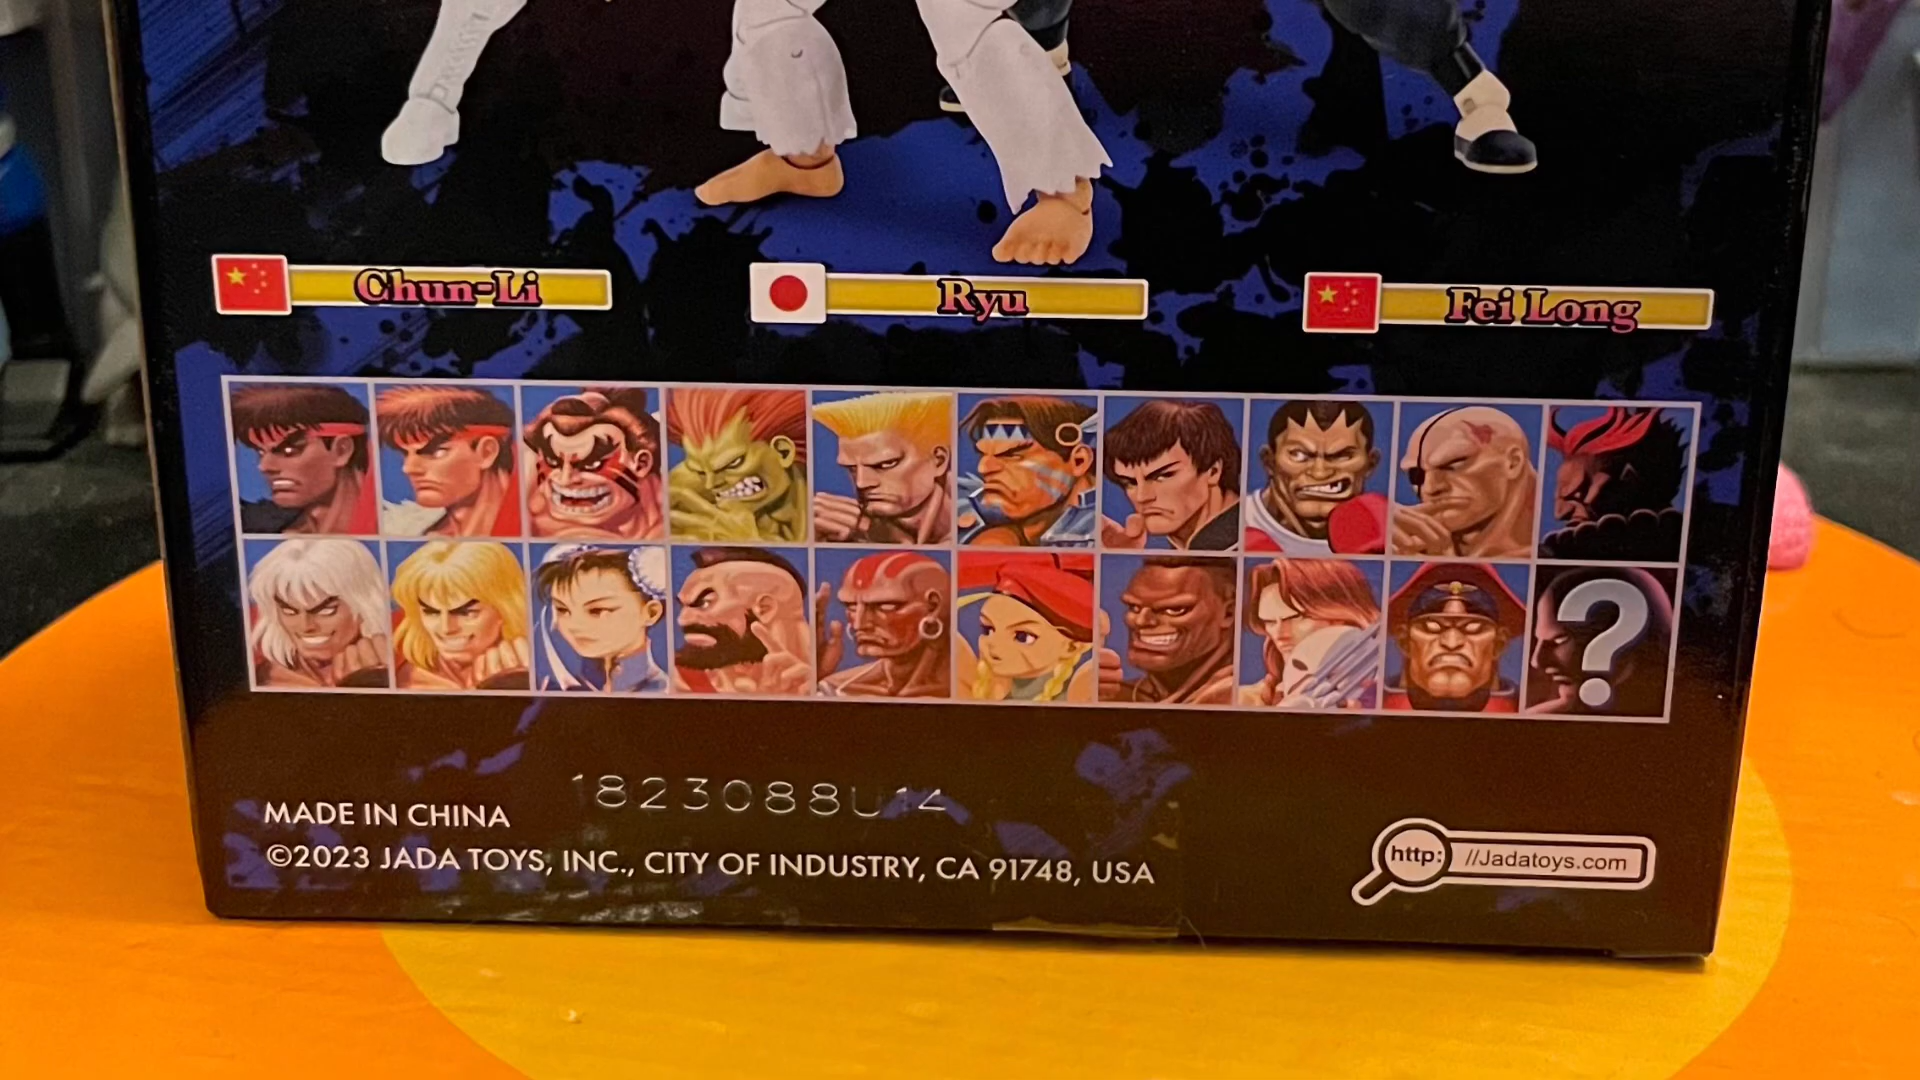 Chun-Li
Ryu
Fei Long
?
MADE IN CHINA
©2023 JADA TOYS, INC., CITY OF INDUSTRY, CA 91748, USA
http: //Jadatoys.com